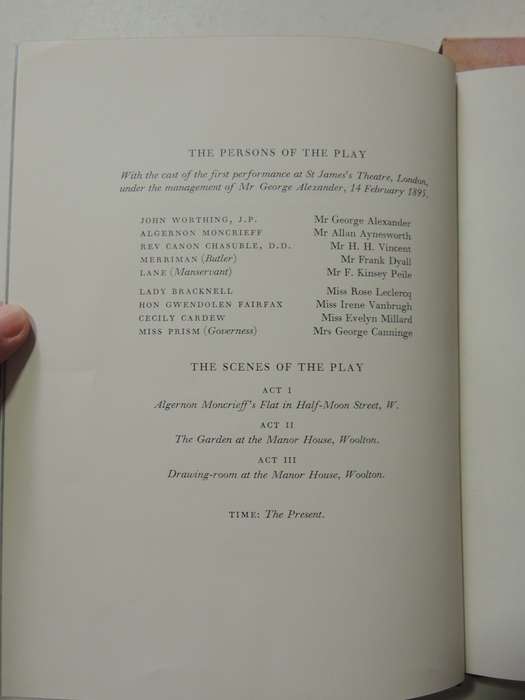 THE PERSONS OF THE PLAY
With the cast of the first performance at St James's Theatre, London,
under the management of Mr George Alexander, 14 February 1895.
JOHN WORTHING, J.P. Mr George Alexander
ALGERNON MONCRIEFF Mr Allan Aynesworth
REV CANON CHASUBLE, D.D. Mr H. H. Vincent
MERRIMAN (Butler) Mr Frank Dyall
LANE (Manservant) Mr F. Kinsey Peile
LADY BRACKNELL Miss Rose Leclercq
HON GWENDOLEN FAIRFAX Miss Irene Vanbrugh
CECILY CARDEW Miss Evelyn Millard
MISS PRISM (Governess) Mrs George Canninge
THE SCENES OF THE PLAY
ACT I
Algernon Moncrieff's Flat in Half-Moon Street, W.
ACT II
The Garden at the Manor House, Woolton.
ACT III
Drawing-room at the Manor House, Woolton.
TIME: The Present.